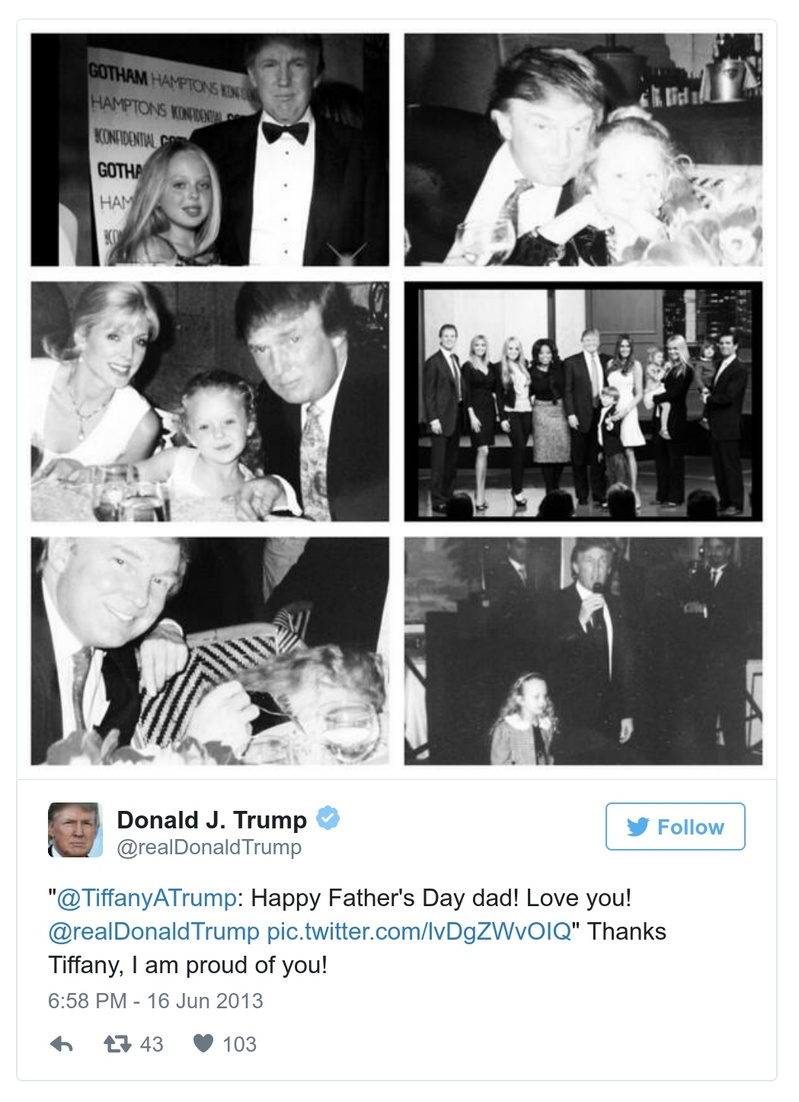 GOTHAM HAMPTONS
HAMPTONS
GOTHAM
Donald J. Trump
@realDonaldTrump
Follow
"@TiffanyATrump: Happy Father's Day dad! Love you!
@realDonaldTrump pic.twitter.com/lvDgZWvOIQ" Thanks
Tiffany, I am proud of you!
6:58 PM - 16 Jun 2013
43 103